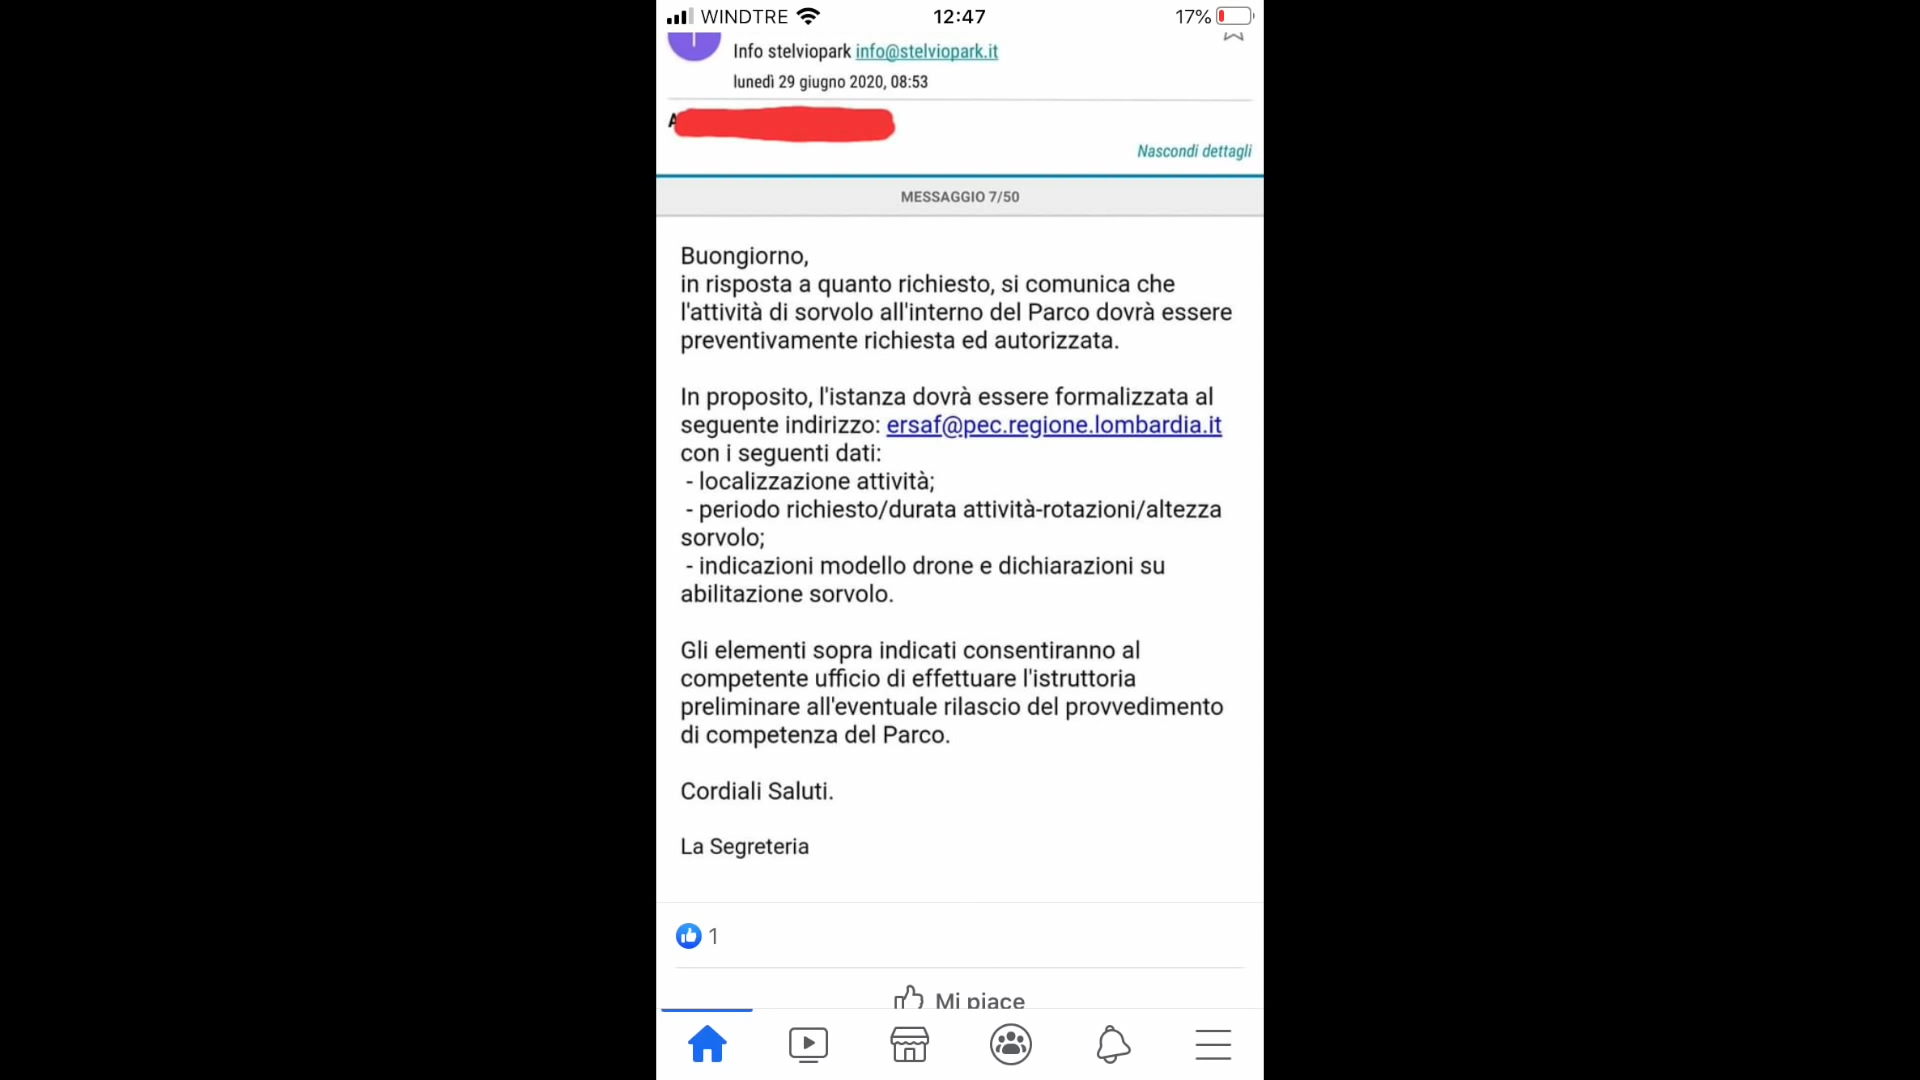 WINDTRE 12:47 17%
Info stelviopark info@stelviopark.it
lunedì 29 giugno 2020, 08:53
A
Nascondi dettagli
MESSAGGIO 7/50
Buongiorno,
in risposta a quanto richiesto, si comunica che
l'attività di sorvolo all'interno del Parco dovrà essere
preventivamente richiesta ed autorizzata.
In proposito, l'istanza dovrà essere formalizzata al
seguente indirizzo: ersaf@pec.regione.lombardia.it
con i seguenti dati:
- localizzazione attività;
- periodo richiesto/durata attività-rotazioni/altezza
sorvolo;
- indicazioni modello drone e dichiarazioni su
abilitazione sorvolo.
Gli elementi sopra indicati consentiranno al
competente ufficio di effettuare l'istruttoria
preliminare all'eventuale rilascio del provvedimento
di competenza del Parco.
Cordiali Saluti.
La Segreteria
1
Mi piace